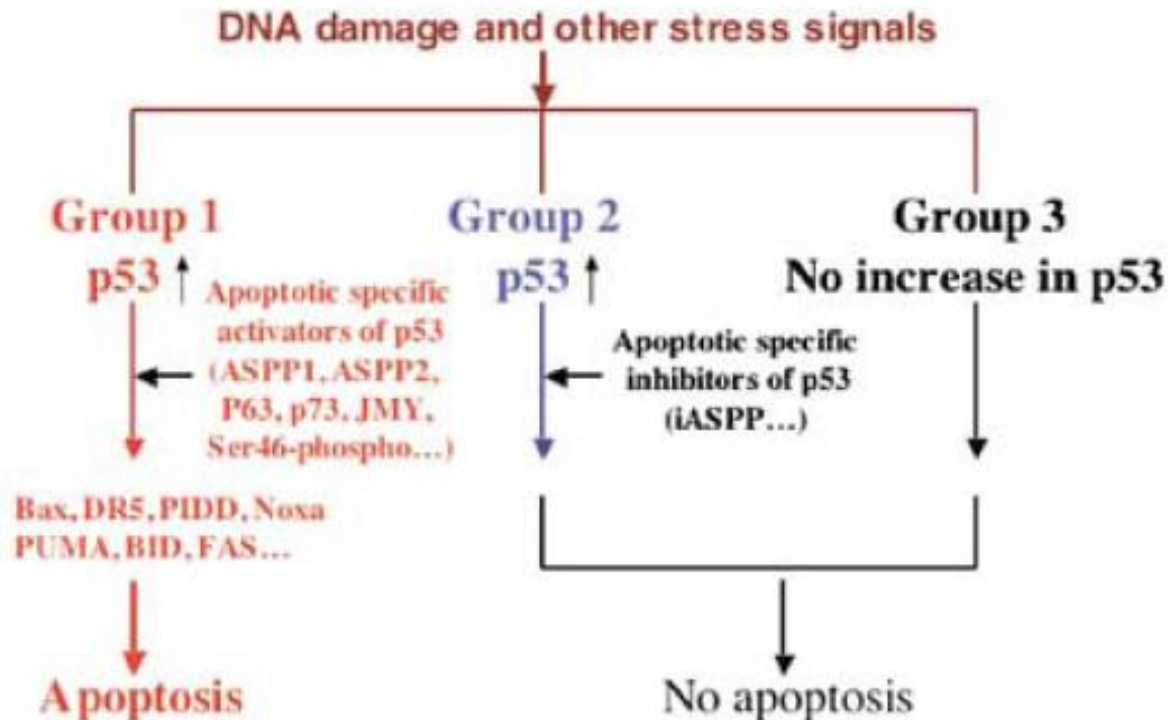 DNA damage and other stress signals
Group 1
p53
Apoptotic specific
activators of p53
(ASPP1, ASPP2,
P63, p73, JMY,
Ser46-phospho...)
Bax, DR5, PIDD, Noxa
PUMA, BID, FAS...
Apoptosis
Group 2
p53
Apoptotic specific
inhibitors of p53
(iASPP...)
Group 3
No increase in p53
No apoptosis